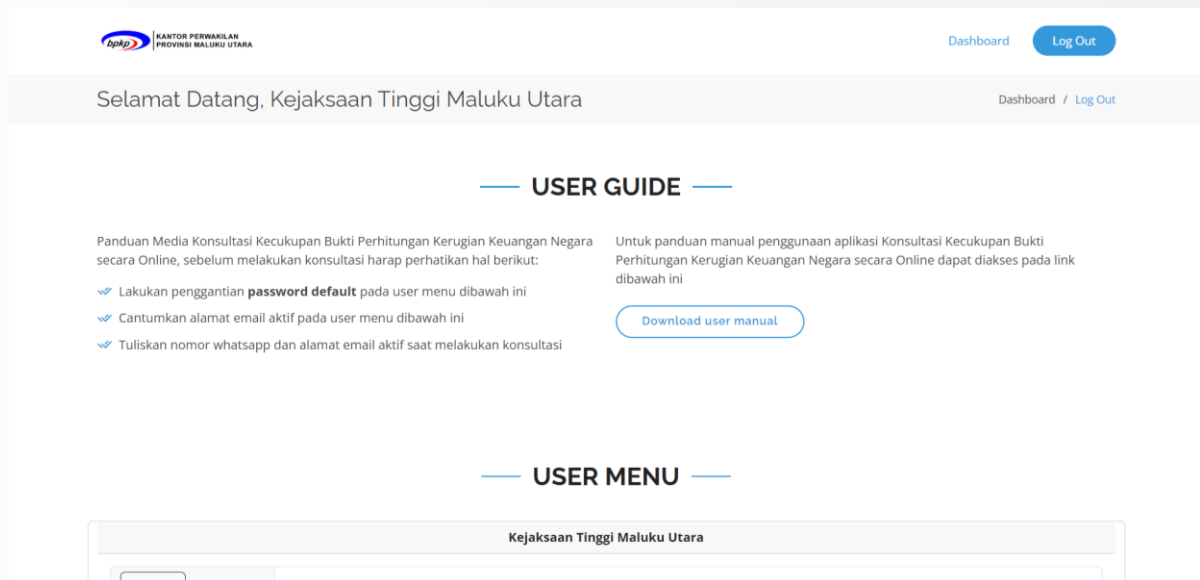 bpkp KANTOR PERWAKILAN
PROVINSI MALUKU UTARA
Dashboard
Log Out
Selamat Datang, Kejaksaan Tinggi Maluku Utara
Dashboard / Log Out
USER GUIDE
Panduan Media Konsultasi Kecukupan Bukti Perhitungan Kerugian Keuangan Negara
secara Online, sebelum melakukan konsultasi harap perhatikan hal berikut:
Lakukan penggantian password default pada user menu dibawah ini
Cantumkan alamat email aktif pada user menu dibawah ini
Tuliskan nomor whatsapp dan alamat email aktif saat melakukan konsultasi
Untuk panduan manual penggunaan aplikasi Konsultasi Kecukupan Bukti
Perhitungan Kerugian Keuangan Negara secara Online dapat diakses pada link
dibawah ini
Download user manual
USER MENU
Kejaksaan Tinggi Maluku Utara